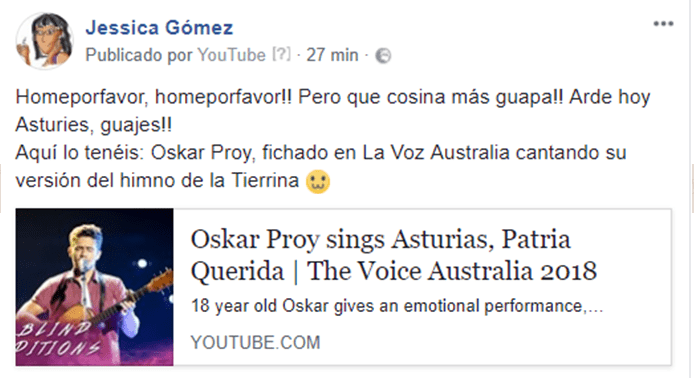 Jessica Gómez
Publicado por YouTube [?] · 27 min ·
Homeporfavor, homeporfavor!! Pero que cosina más guapa!! Arde hoy
Asturies, guajes!!
Aquí lo tenéis: Oskar Proy, fichado en La Voz Australia cantando su
versión del himno de la Tierrina
Oskar Proy sings Asturias, Patria
Querida | The Voice Australia 2018
18 year old Oskar gives an emotional performance,...
YOUTUBE.COM
BLIND
DITIONS